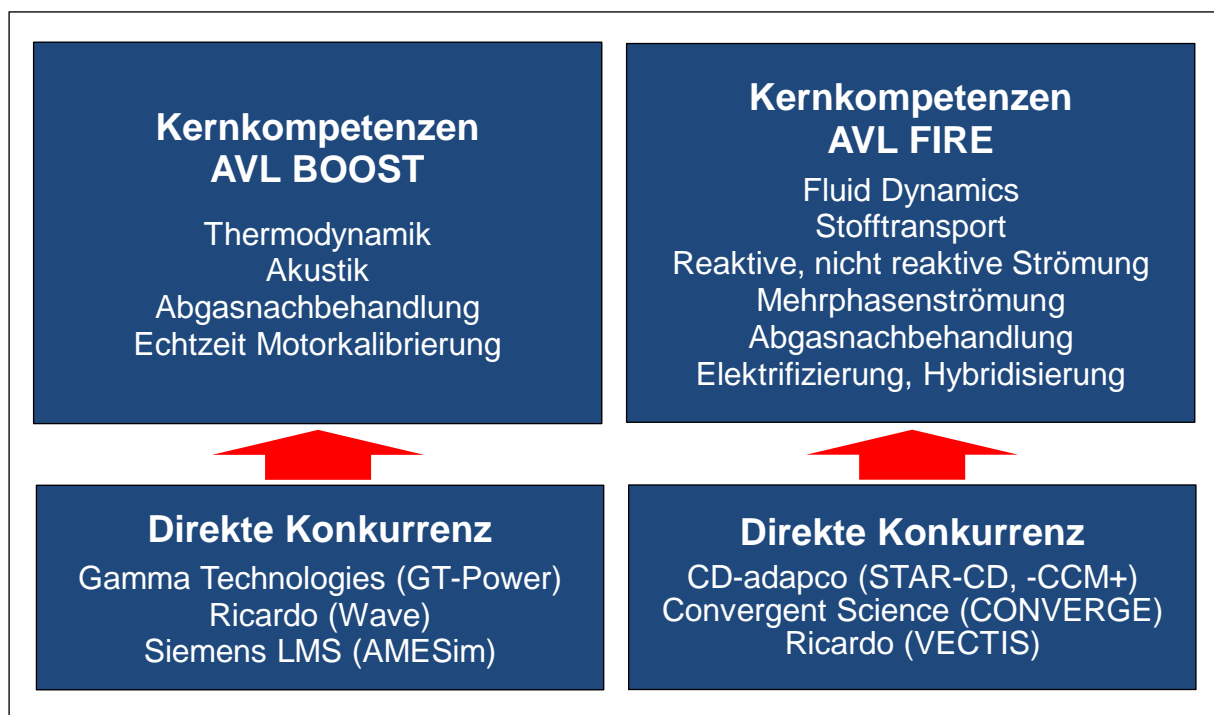 Kernkompetenzen
AVL BOOST
Thermodynamik
Akustik
Abgasnachbehandlung
Echtzeit Motorkalibrierung
Kernkompetenzen
AVL FIRE
Fluid Dynamics
Stofftransport
Reaktive, nicht reaktive Strömung
Mehrphasenströmung
Abgasnachbehandlung
Elektrifizierung, Hybridisierung
Direkte Konkurrenz
Gamma Technologies (GT-Power)
Ricardo (Wave)
Siemens LMS (AMESim)
Direkte Konkurrenz
CD-adapco (STAR-CD, -CCM+)
Convergent Science (CONVERGE)
Ricardo (VECTIS)